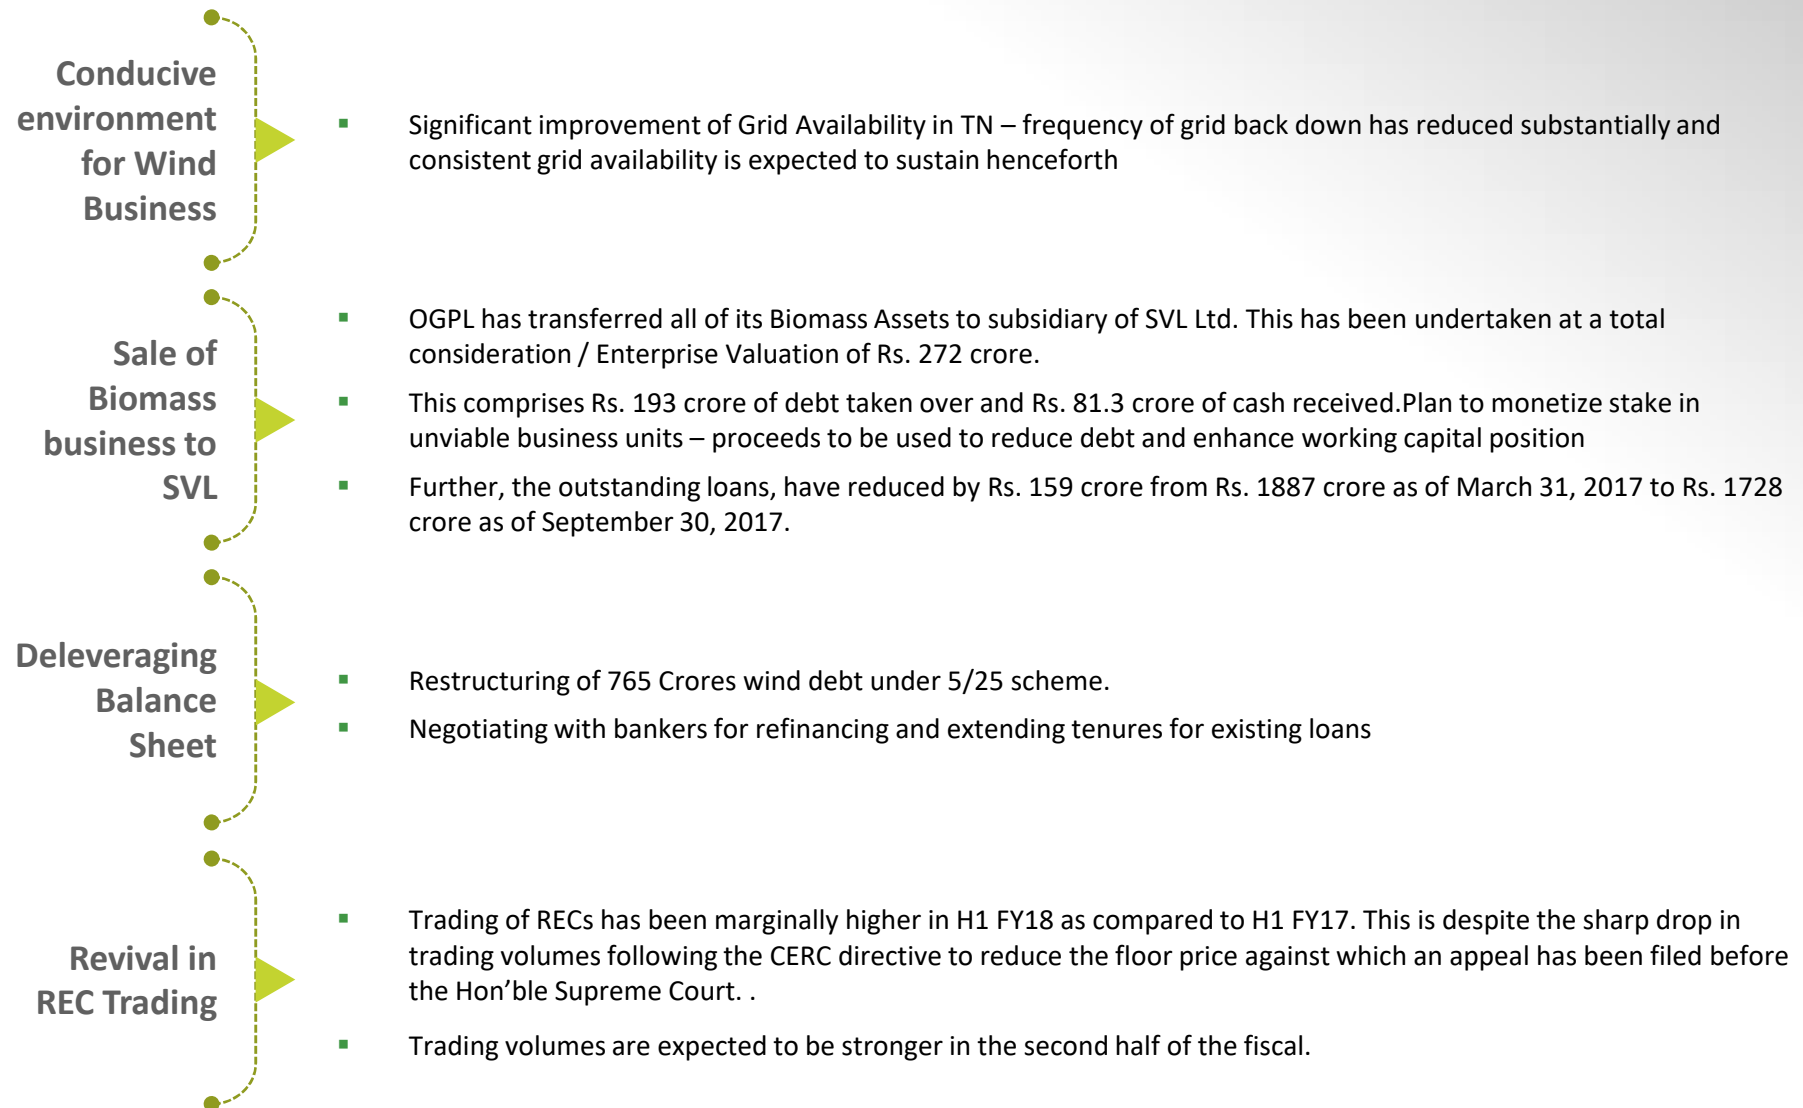 Conducive
environment
for Wind
Business
▪ Significant improvement of Grid Availability in TN – frequency of grid back down has reduced substantially and
consistent grid availability is expected to sustain henceforth
Sale of
Biomass
business to
SVL
▪ OGPL has transferred all of its Biomass Assets to subsidiary of SVL Ltd. This has been undertaken at a total
consideration / Enterprise Valuation of Rs. 272 crore.
▪ This comprises Rs. 193 crore of debt taken over and Rs. 81.3 crore of cash received.Plan to monetize stake in
unviable business units – proceeds to be used to reduce debt and enhance working capital position
▪ Further, the outstanding loans, have reduced by Rs. 159 crore from Rs. 1887 crore as of March 31, 2017 to Rs. 1728
crore as of September 30, 2017.
Deleveraging
Balance
Sheet
▪ Restructuring of 765 Crores wind debt under 5/25 scheme.
▪ Negotiating with bankers for refinancing and extending tenures for existing loans
Revival in
REC Trading
▪ Trading of RECs has been marginally higher in H1 FY18 as compared to H1 FY17. This is despite the sharp drop in
trading volumes following the CERC directive to reduce the floor price against which an appeal has been filed before
the Hon’ble Supreme Court. .
▪ Trading volumes are expected to be stronger in the second half of the fiscal.